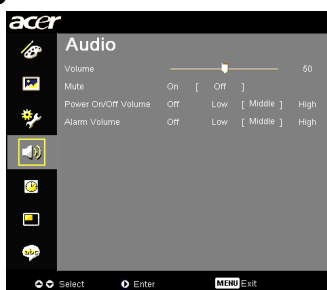 acer
Audio
Volume 50
Mute On [ Off ]
Power On/Off Volume Off Low [ Middle ] High
Alarm Volume Off Low [ Middle ] High
abc
Select Enter MENU Exit